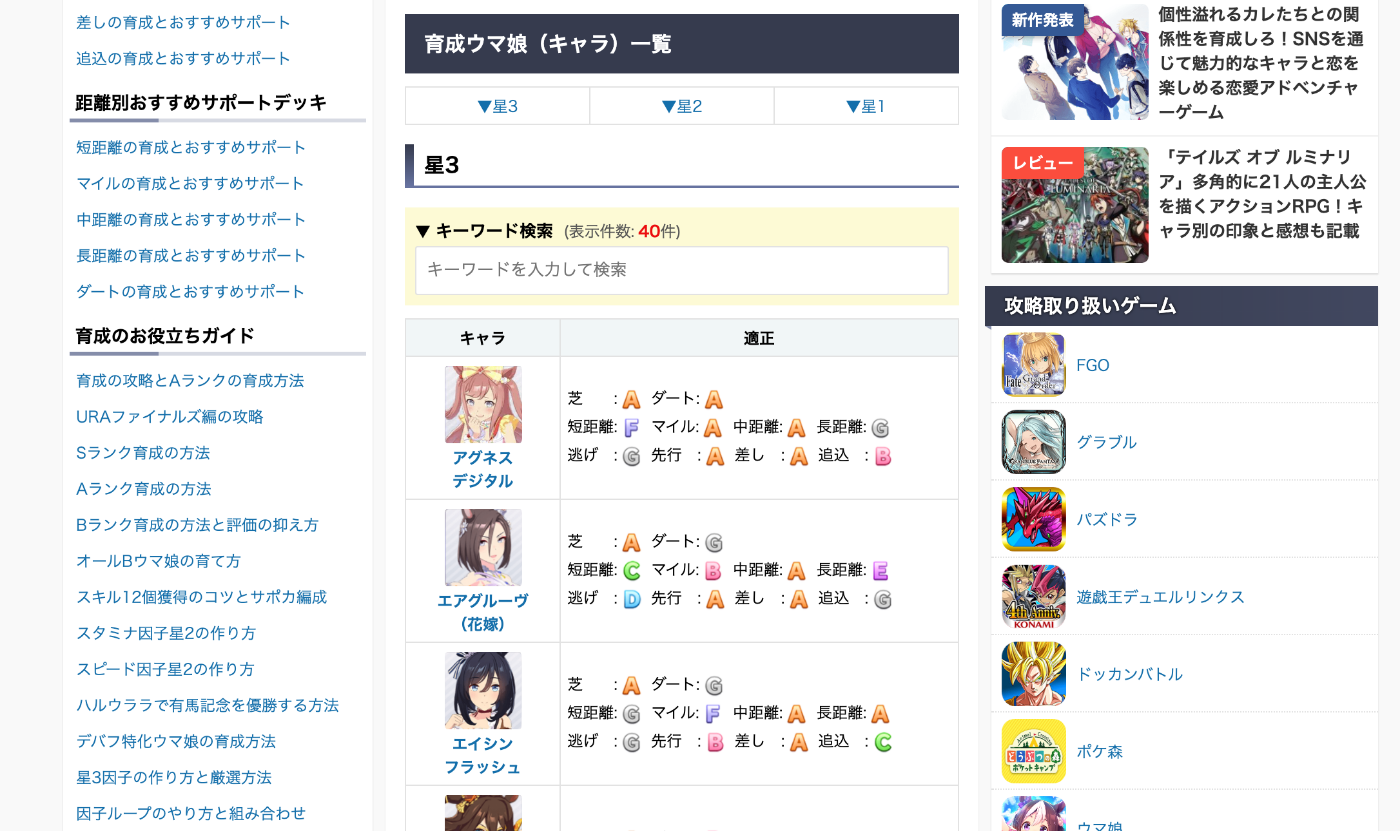 差しの育成とおすすめサポート
追込の育成とおすすめサポート
距離別おすすめサポートデッキ
短距離の育成とおすすめサポート
マイルの育成とおすすめサポート
中距離の育成とおすすめサポート
長距離の育成とおすすめサポート
ダートの育成とおすすめサポート
育成のお役立ちガイド
育成の攻略とAランクの育成方法
URAファイナルズ編の攻略
Sランク育成の方法
Aランク育成の方法
Bランク育成の方法と評価の抑え方
オールBウマ娘の育て方
スキル12個獲得のコツとサポカ編成
スタミナ因子星2の作り方
スピード因子星2の作り方
ハルウララで有馬記念を優勝する方法
デバフ特化ウマ娘の育成方法
星3因子の作り方と厳選方法
因子ループのやり方と組み合わせ
育成ウマ娘（キャラ）一覧
▼星3 ▼星2 ▼星1
星3
▼ キーワード検索 (表示件数: 40件)
キーワードを入力して検索
キャラ 適正
アグネス
デジタル
芝 : A ダート: A
短距離: F マイル: A 中距離: A 長距離: G
逃げ : G 先行 : A 差し : A 追込 : B
エアグルーヴ
（花嫁）
芝 : A ダート: G
短距離: C マイル: B 中距離: A 長距離: E
逃げ : D 先行 : A 差し : A 追込 : G
エイシン
フラッシュ
芝 : A ダート: G
短距離: G マイル: F 中距離: A 長距離: A
逃げ : G 先行 : B 差し : A 追込 : C
新作発表
個性溢れるカレたちとの関
係性を育成しろ！SNSを通
じて魅力的なキャラと恋を
楽しめる恋愛アドベンチャ
ーゲーム
レビュー
LUMINARIA
「テイルズ オブ ルミナリ
ア」多角的に21人の主人公
を描くアクションRPG！キ
ャラ別の印象と感想も記載
攻略取り扱いゲーム
Fate Grand Order
FGO
GRANBLUE FANTASY
グラブル
パズドラ
4th Anniv.
KONAMI
遊戯王デュエルリンクス
ドッカンバトル
どうぶつの森
ポケットキャンプ
ポケ森
ウマ娘